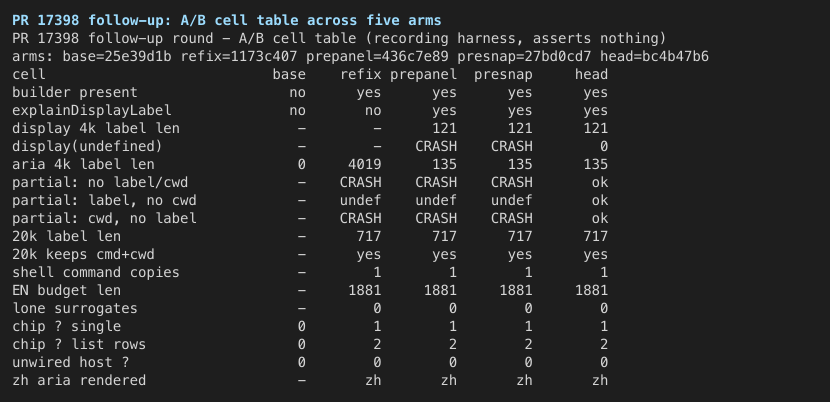 PR 17398 follow-up: A/B cell table across five arms
PR 17398 follow-up round - A/B cell table (recording harness, asserts nothing)
arms: base=25e39d1b refix=1173c407 prepanel=436c7e89 presnap=27bd0cd7 head=bc4b47b6
cell base refix prepanel presnap head
builder present no yes yes yes yes
explainDisplayLabel no no yes yes yes
display 4k label len – – 121 121 121
display(undefined) – – CRASH CRASH 0
aria 4k label len 0 4019 135 135 135
partial: no label/cwd – CRASH CRASH CRASH ok
partial: label, no cwd – undef undef undef ok
partial: cwd, no label – CRASH CRASH CRASH ok
20k label len – 717 717 717 717
20k keeps cmd+cwd – yes yes yes yes
shell command copies – 1 1 1 1
EN budget len – 1881 1881 1881 1881
lone surrogates – 0 0 0 0
chip ? single 0 1 1 1 1
chip ? list rows 0 2 2 2 2
unwired host ? 0 0 0 0 0
zh aria rendered – zh zh zh zh